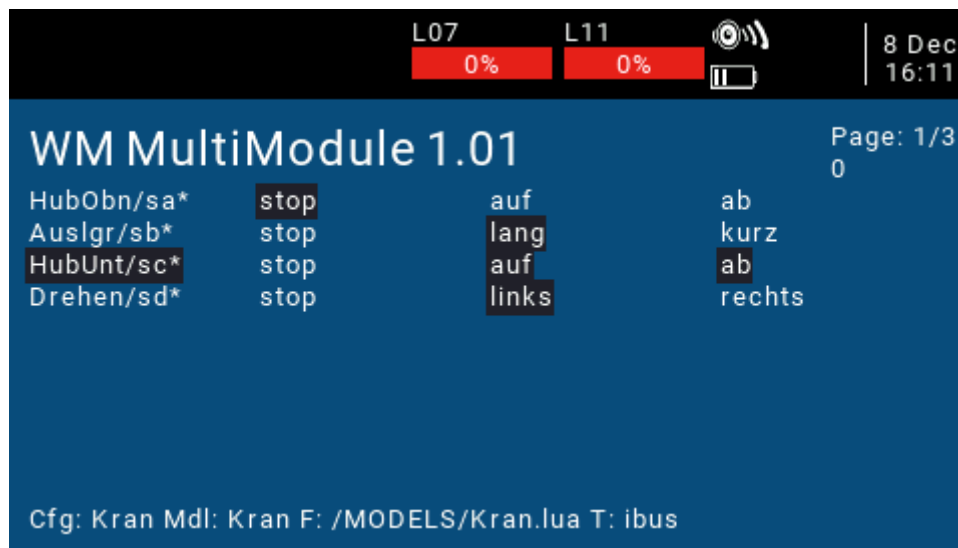 L07 L11
0% 0%
8 Dec
16:11
WM MultiModule 1.01
Page: 1/3
0
HubObn/sa* stop auf ab
Auslgr/sb* stop lang kurz
HubUnt/sc* stop auf ab
Drehen/sd* stop links rechts
Cfg: Kran Mdl: Kran F: /MODELS/Kran.lua T: ibus